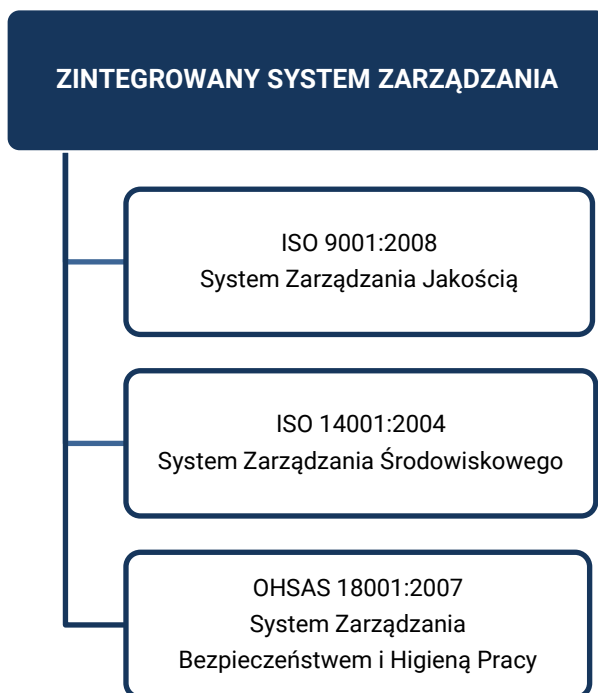 ZINTEGROWANY SYSTEM ZARZĄDZANIA
ISO 9001:2008
System Zarządzania Jakością
ISO 14001:2004
System Zarządzania Środowiskowego
OHSAS 18001:2007
System Zarządzania
Bezpieczeństwem i Higieną Pracy